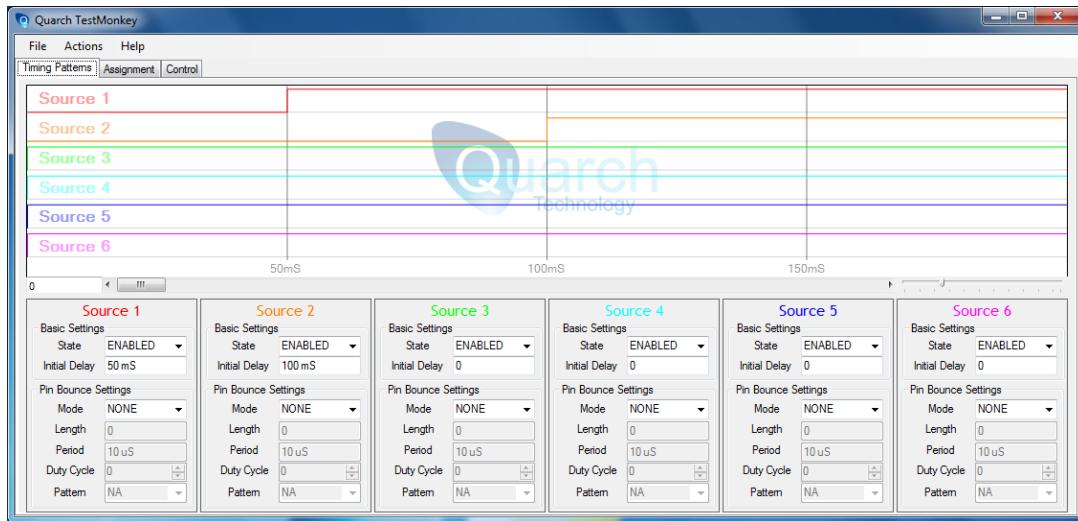 Quarch TestMonkey
File Actions Help
Timing Patterns Assignment Control
Source 1
Source 2
Source 3
Source 4
Source 5
Source 6
Quarch
Technology
50mS 100mS 150mS
0
Source 1 Source 2 Source 3 Source 4 Source 5 Source 6
Basic Settings Basic Settings Basic Settings Basic Settings Basic Settings Basic Settings
State ENABLED State ENABLED State ENABLED State ENABLED State ENABLED State ENABLED
Initial Delay 50 mS Initial Delay 100 mS Initial Delay 0 Initial Delay 0 Initial Delay 0 Initial Delay 0
Pin Bounce Settings Pin Bounce Settings Pin Bounce Settings Pin Bounce Settings Pin Bounce Settings Pin Bounce Settings
Mode NONE Mode NONE Mode NONE Mode NONE Mode NONE Mode NONE
Length 0 Length 0 Length 0 Length 0 Length 0 Length 0
Period 10 uS Period 10 uS Period 10 uS Period 10 uS Period 10 uS Period 10 uS
Duty Cycle 0 Duty Cycle 0 Duty Cycle 0 Duty Cycle 0 Duty Cycle 0 Duty Cycle 0
Pattern NA Pattern NA Pattern NA Pattern NA Pattern NA Pattern NA